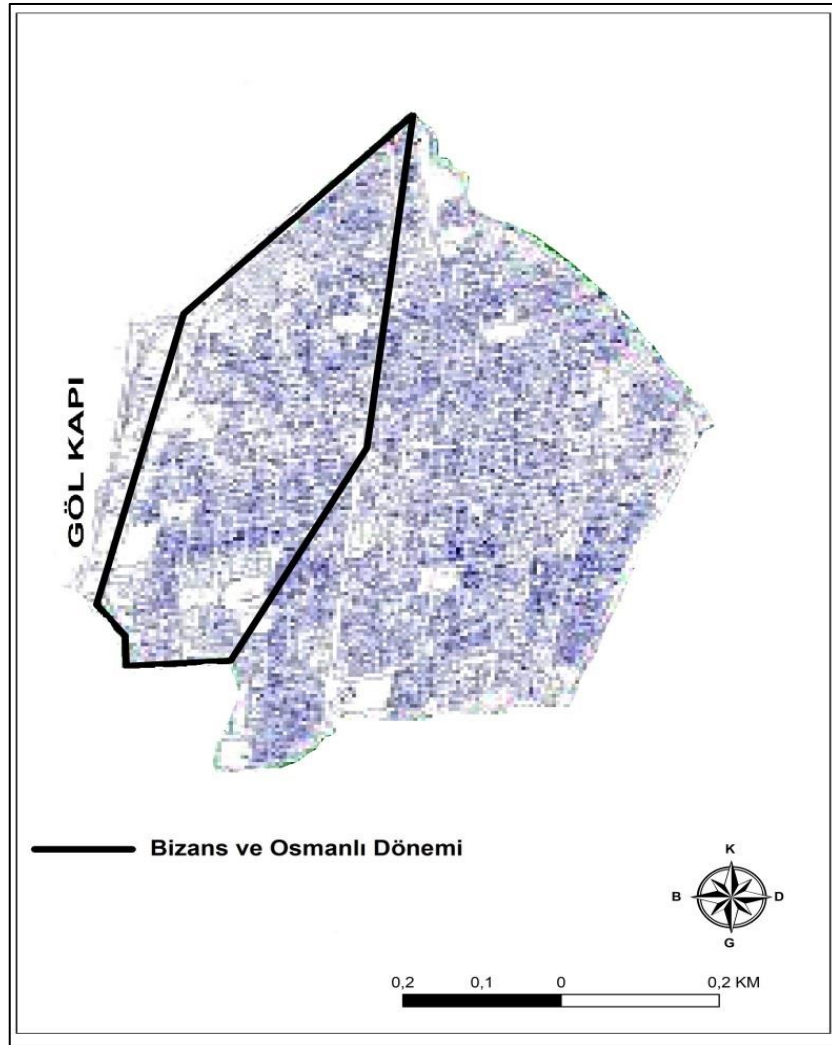 GÖL KAPI
Bizans ve Osmanlı Dönemi
K
B D
G
0,2 0,1 0 0,2 KM